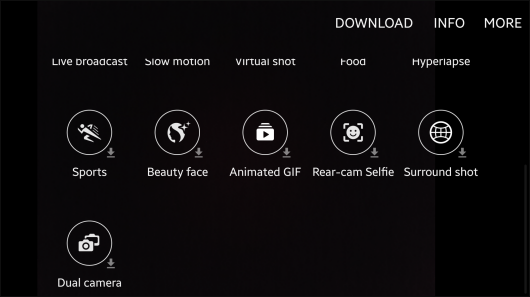 DOWNLOAD INFO MORE
Live broadcast Slow motion Virtual shot Food Hyperlapse
Sports Beauty face Animated GIF Rear-cam Selfie Surround shot
Dual camera